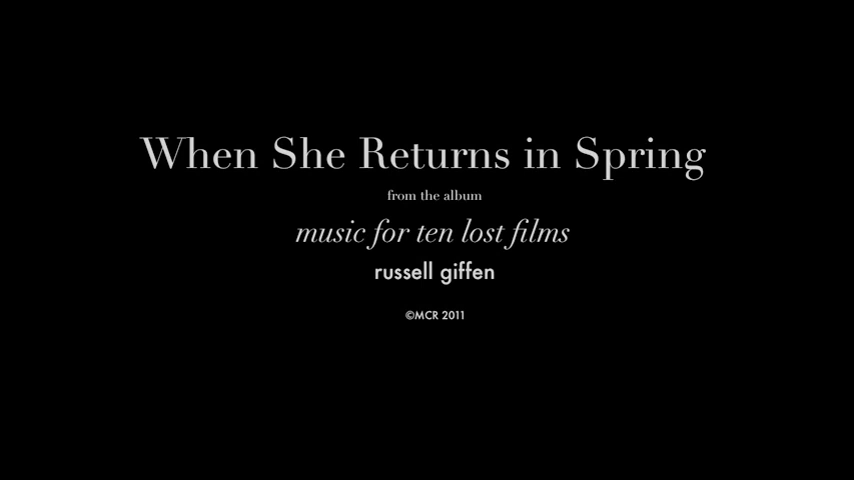 When She Returns in Spring
from the album
music for ten lost films
russell giffen
©MCR 2011